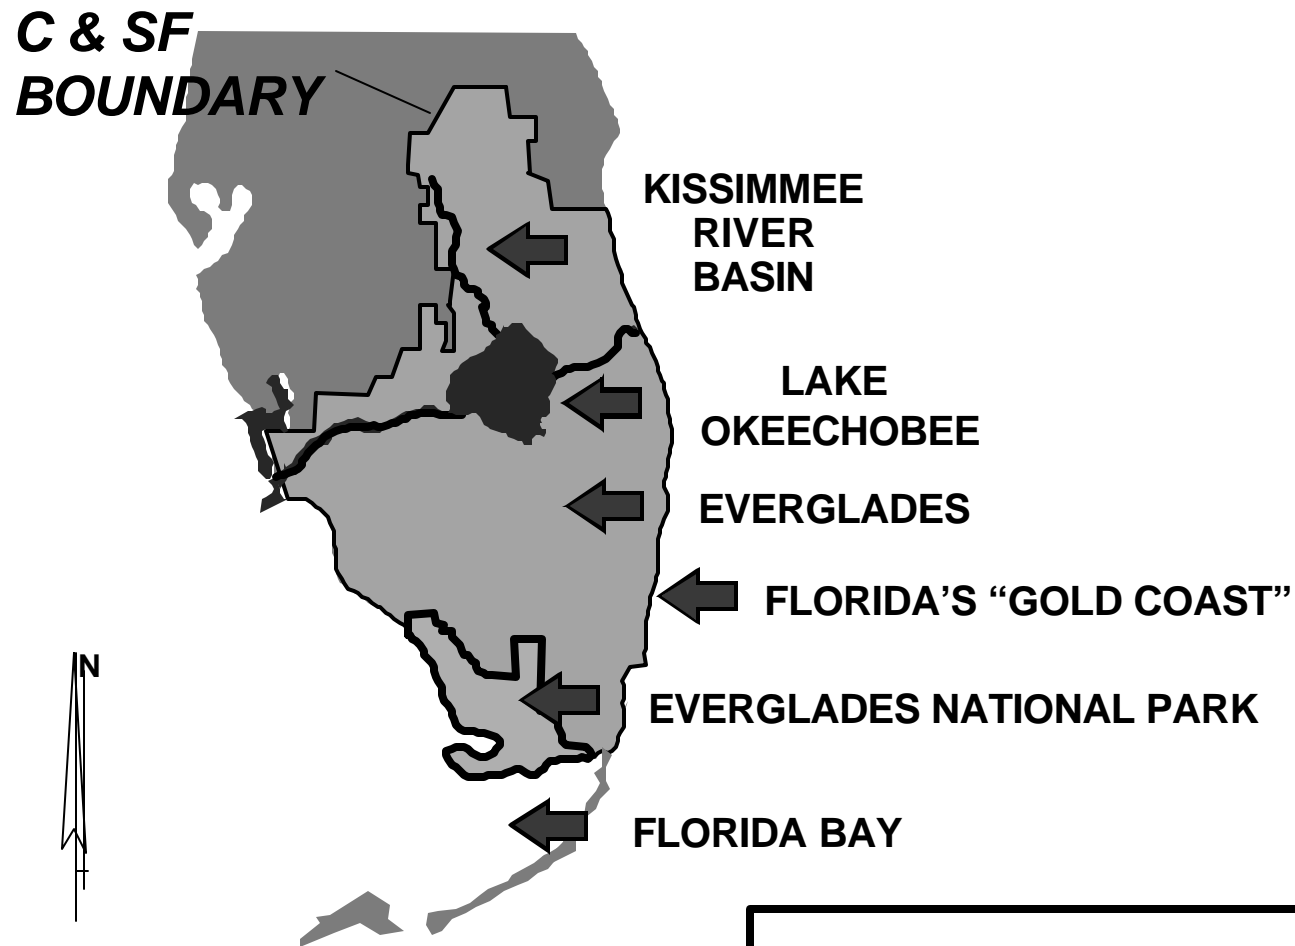 C & SF
BOUNDARY
KISSIMMEE
RIVER
BASIN
LAKE
OKEECHOBEE
EVERGLADES
FLORIDA’S “GOLD COAST”
N
EVERGLADES NATIONAL PARK
FLORIDA BAY